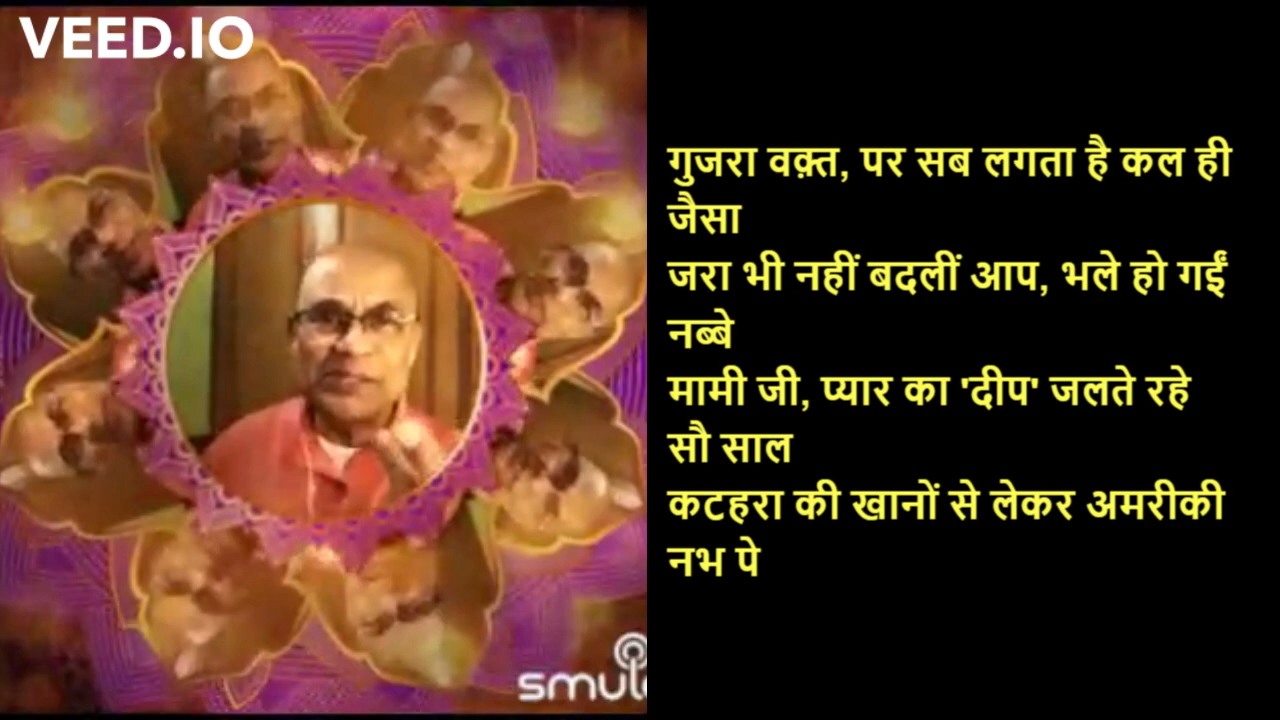 VEED.IO
गुजरा वक़्त, पर सब लगता है कल ही
जैसा
जरा भी नहीं बदलीं आप, भले हो गईं
नब्बे
मामी जी, प्यार का 'दीप' जलते रहे
सौ साल
कटहरा की खानों से लेकर अमरीकी
नभ पे
smul